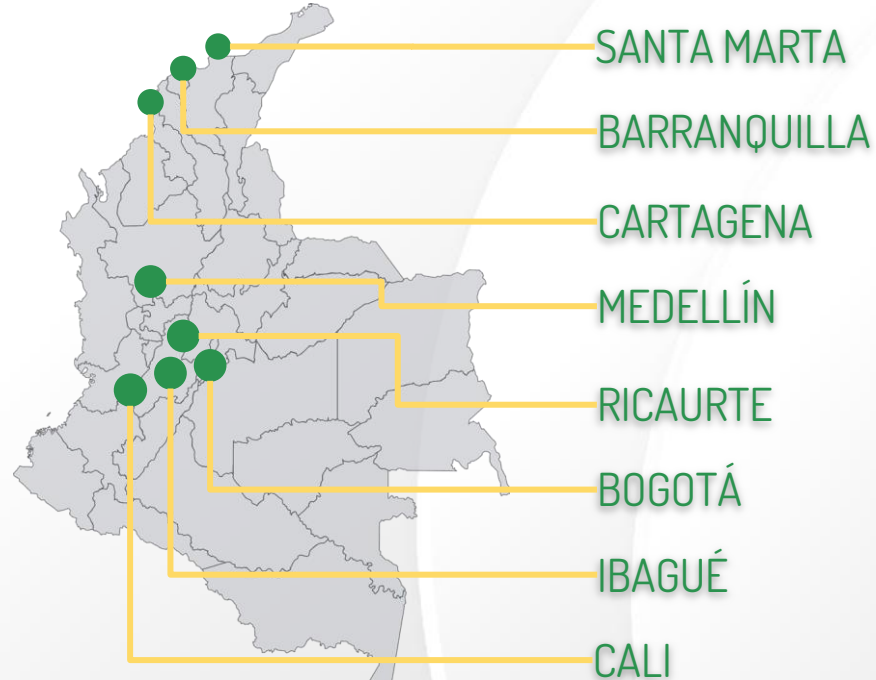 SANTA MARTA
BARRANQUILLA
CARTAGENA
MEDELLÍN
RICAURTE
BOGOTÁ
IBAGUÉ
CALI